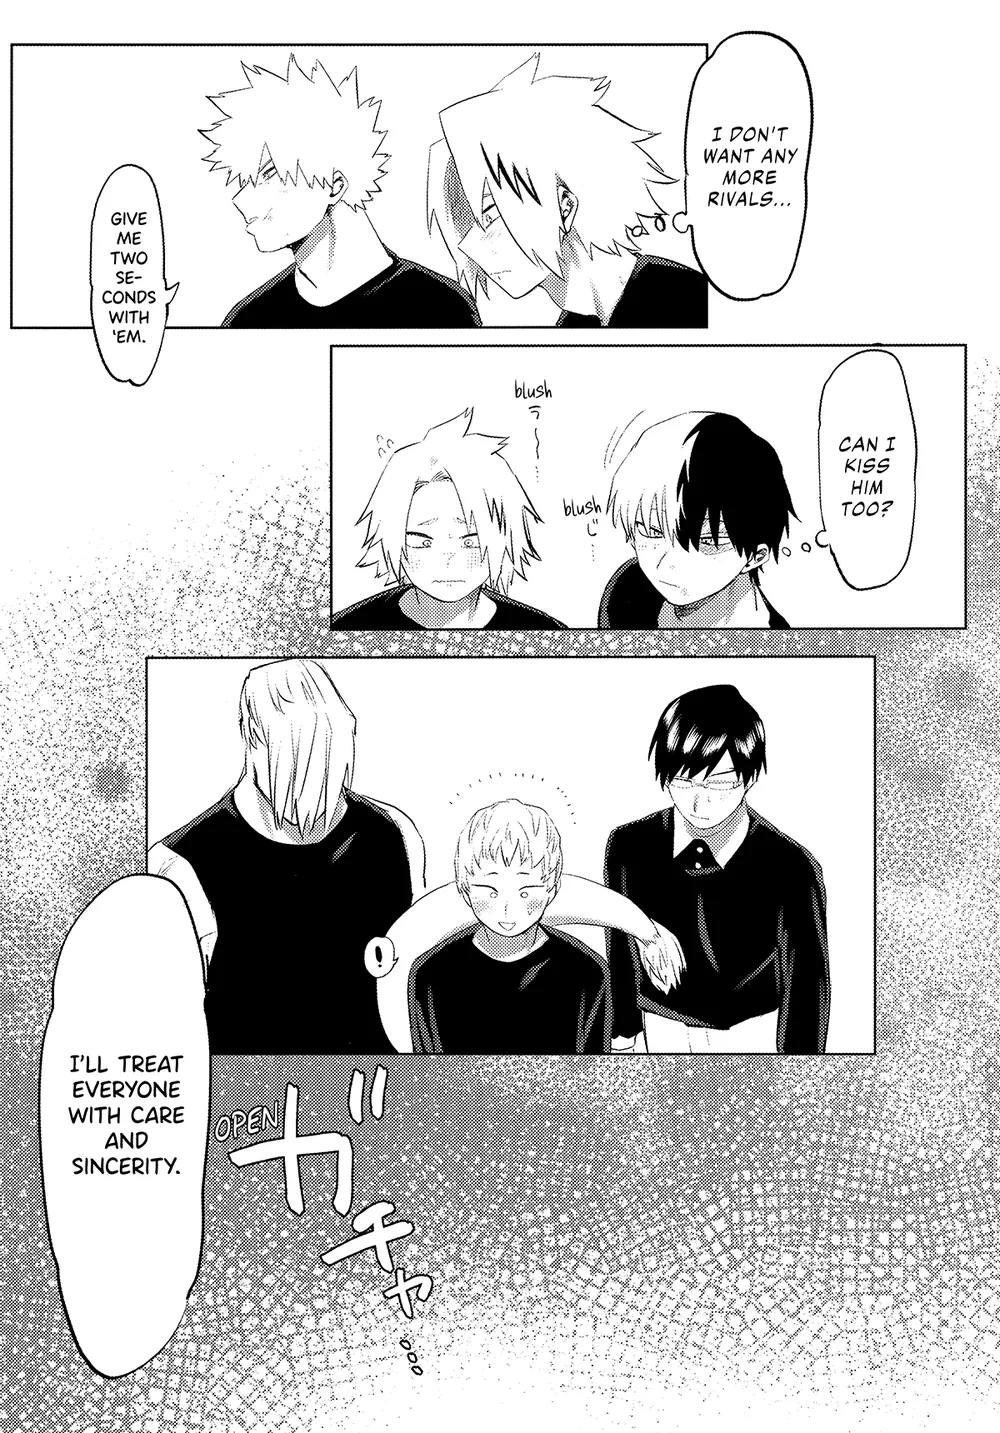 I DON'T
WANT ANY
MORE
RIVALS...
GIVE
ME
TWO
SE-
CONDS
WITH
'EM.
CAN I
KISS
HIM
TOO?
blush
blush
じ
!
I'LL TREAT
EVERYONE
WITH CARE
AND
SINCERITY.
OPEN
ガチャ...